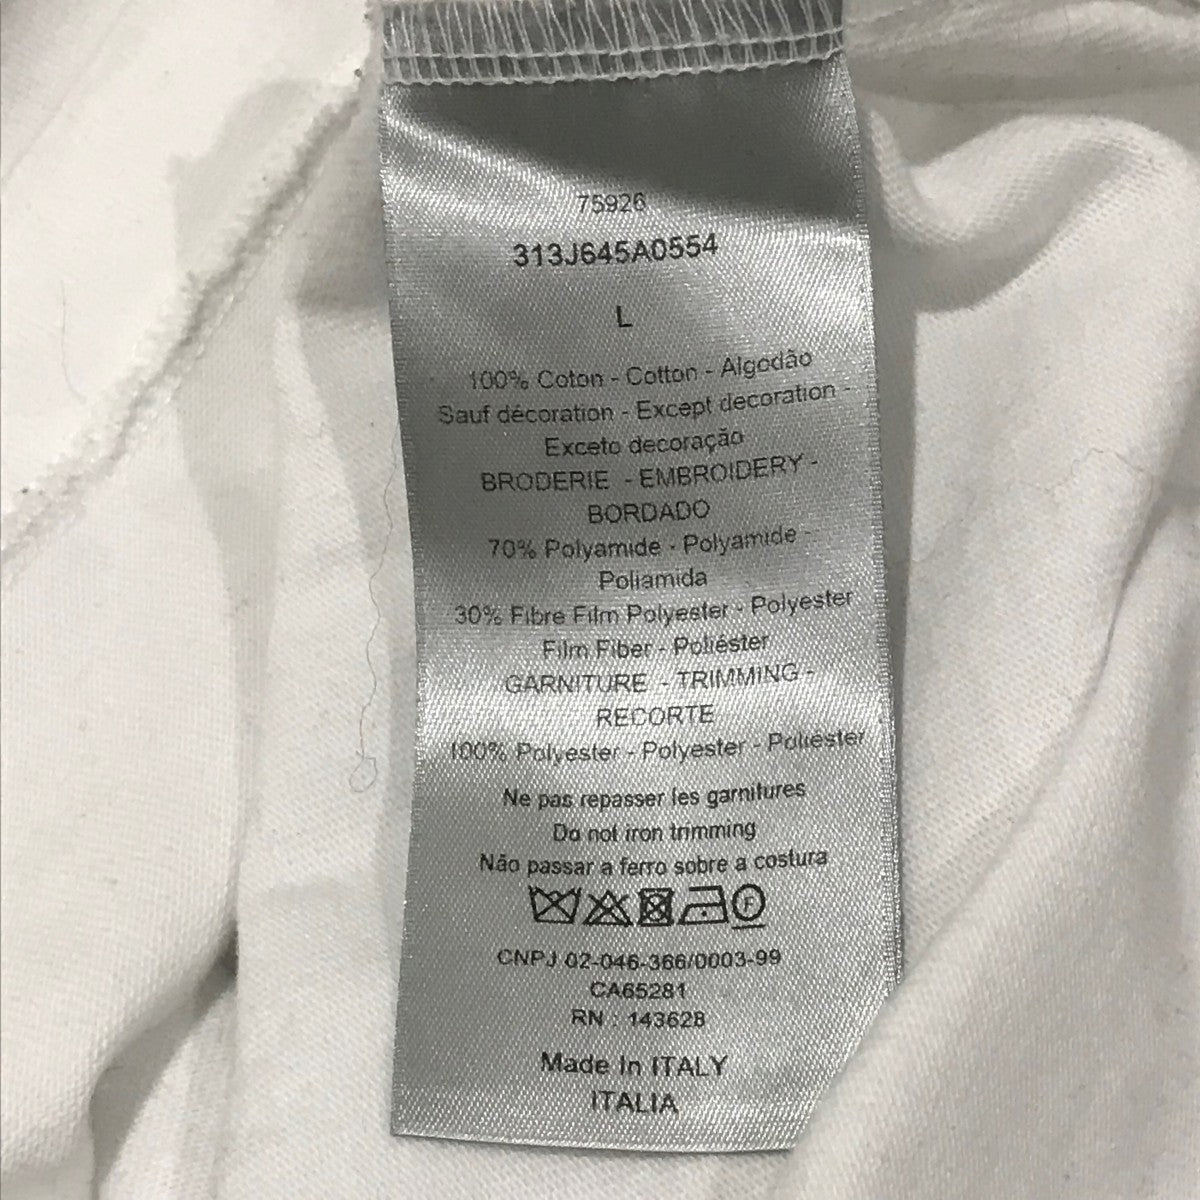 75926
313J645A0554
L
100% Coton - Cotton - Algodão
Sauf décoration - Except decoration -
Exceto decoração
BRODERIE - EMBROIDERY -
BORDADO
70% Polyamide - Polyamide -
Poliamida
30% Fibre Film Polyester - Polyester
Film Fiber - Poliéster
GARNITURE - TRIMMING -
RECORTE
100% Polyester - Polyester - Poliéster
Ne pas repasser les garnitures
Do not iron trimming
Não passar a ferro sobre a costura
F
CNPJ 02-046-366/0003-99
CA65281
RN : 143628
Made In ITALY
ITALIA